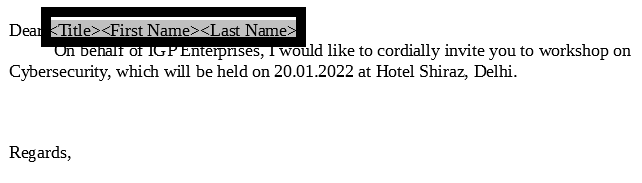 Dear <Title><First Name><Last Name>
On behalf of IGP Enterprises, I would like to cordially invite you to workshop on
Cybersecurity, which will be held on 20.01.2022 at Hotel Shiraz, Delhi.
Regards,